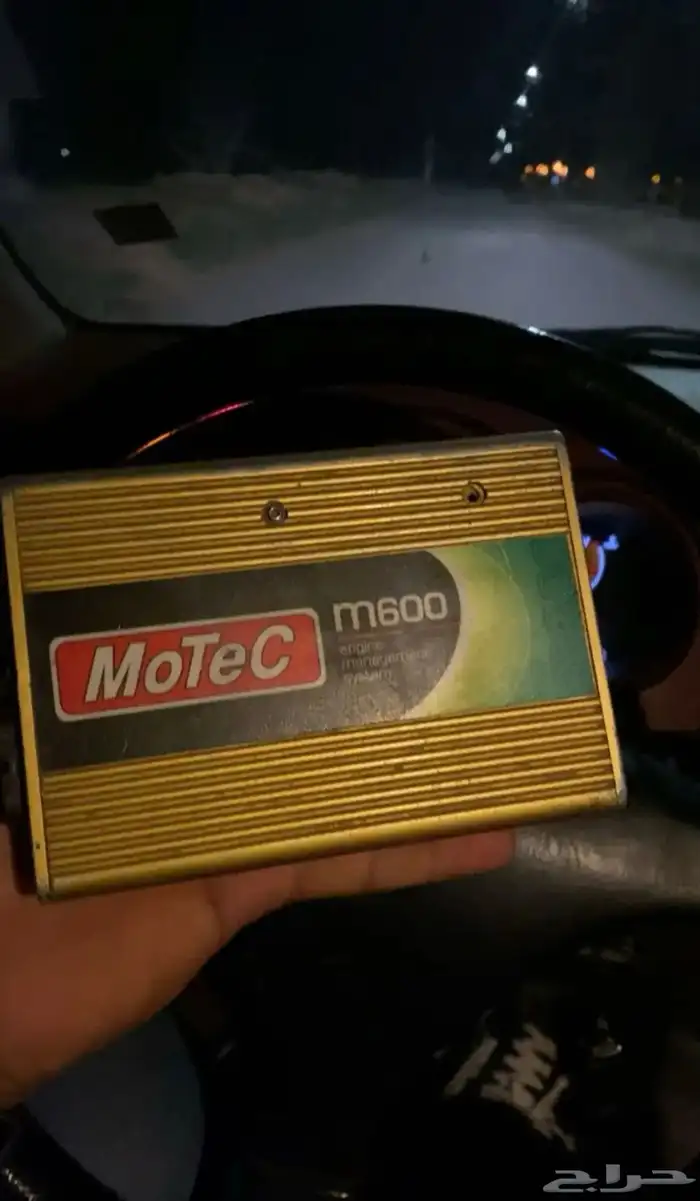 MoTeC
m600
engine
management
system
حراج